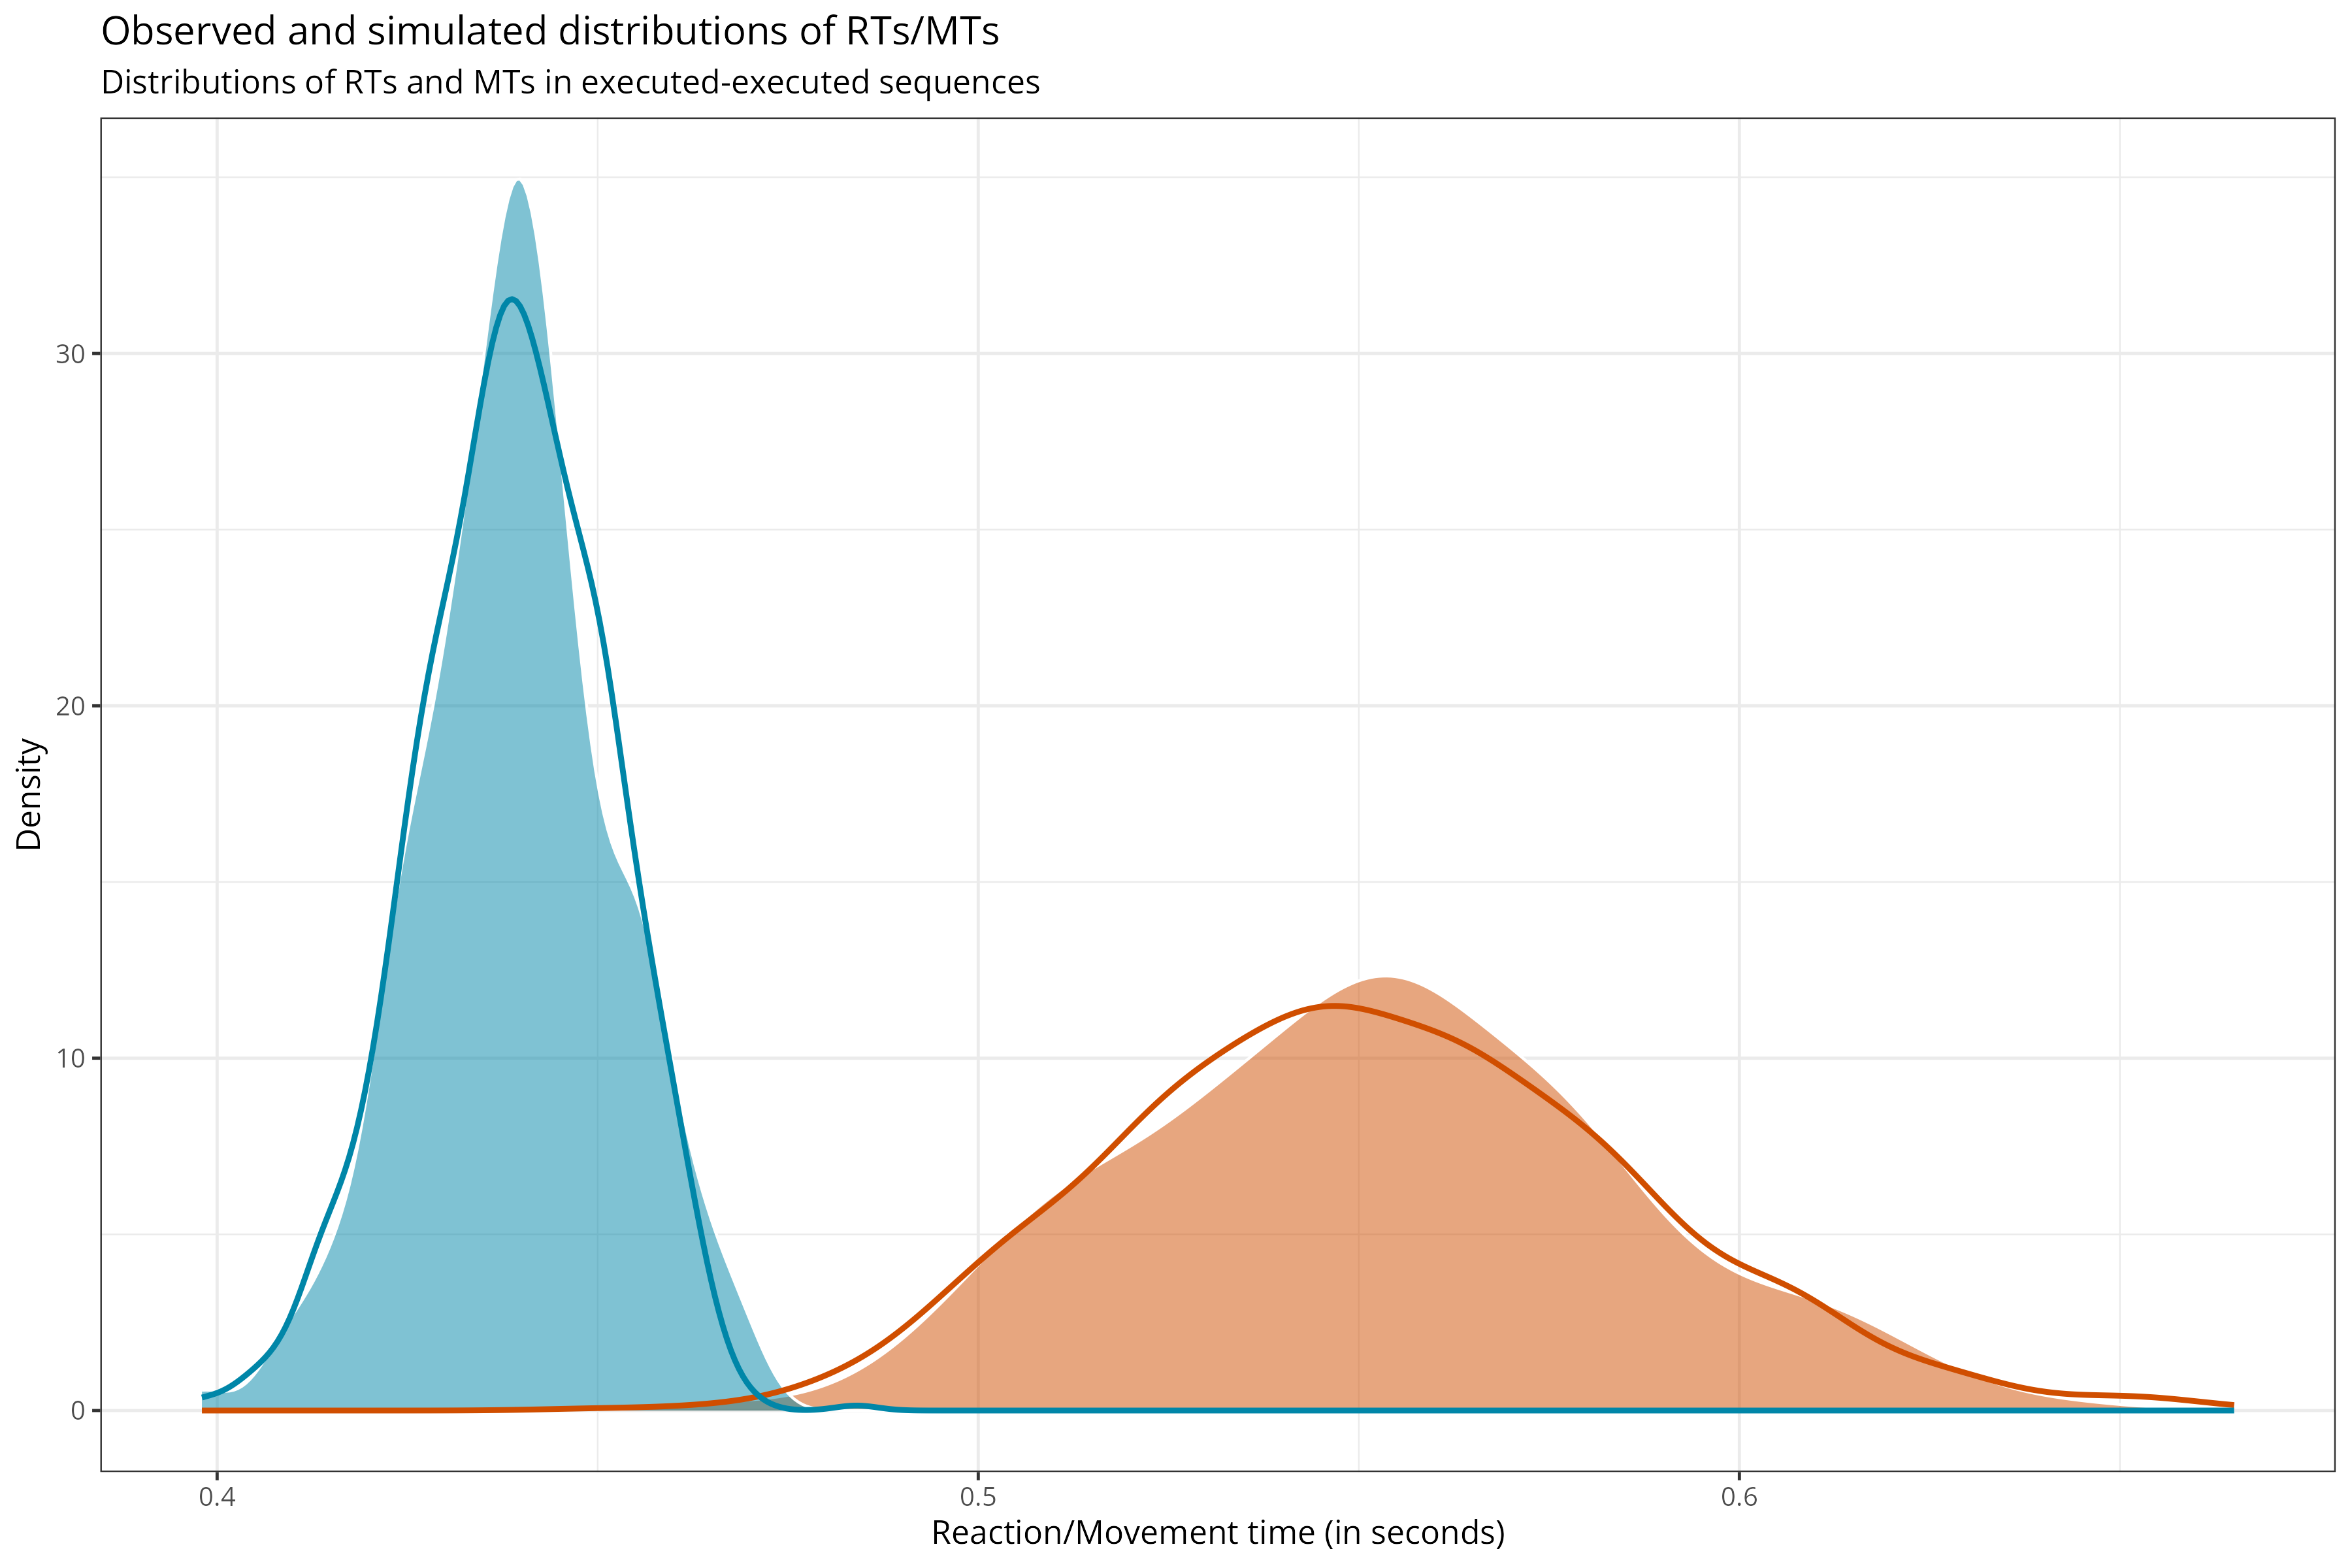 Observed and simulated distributions of RTs/MTs
Distributions of RTs and MTs in executed-executed sequences
Density
30
20
10
0
0.4
0.5
0.6
Reaction/Movement time (in seconds)